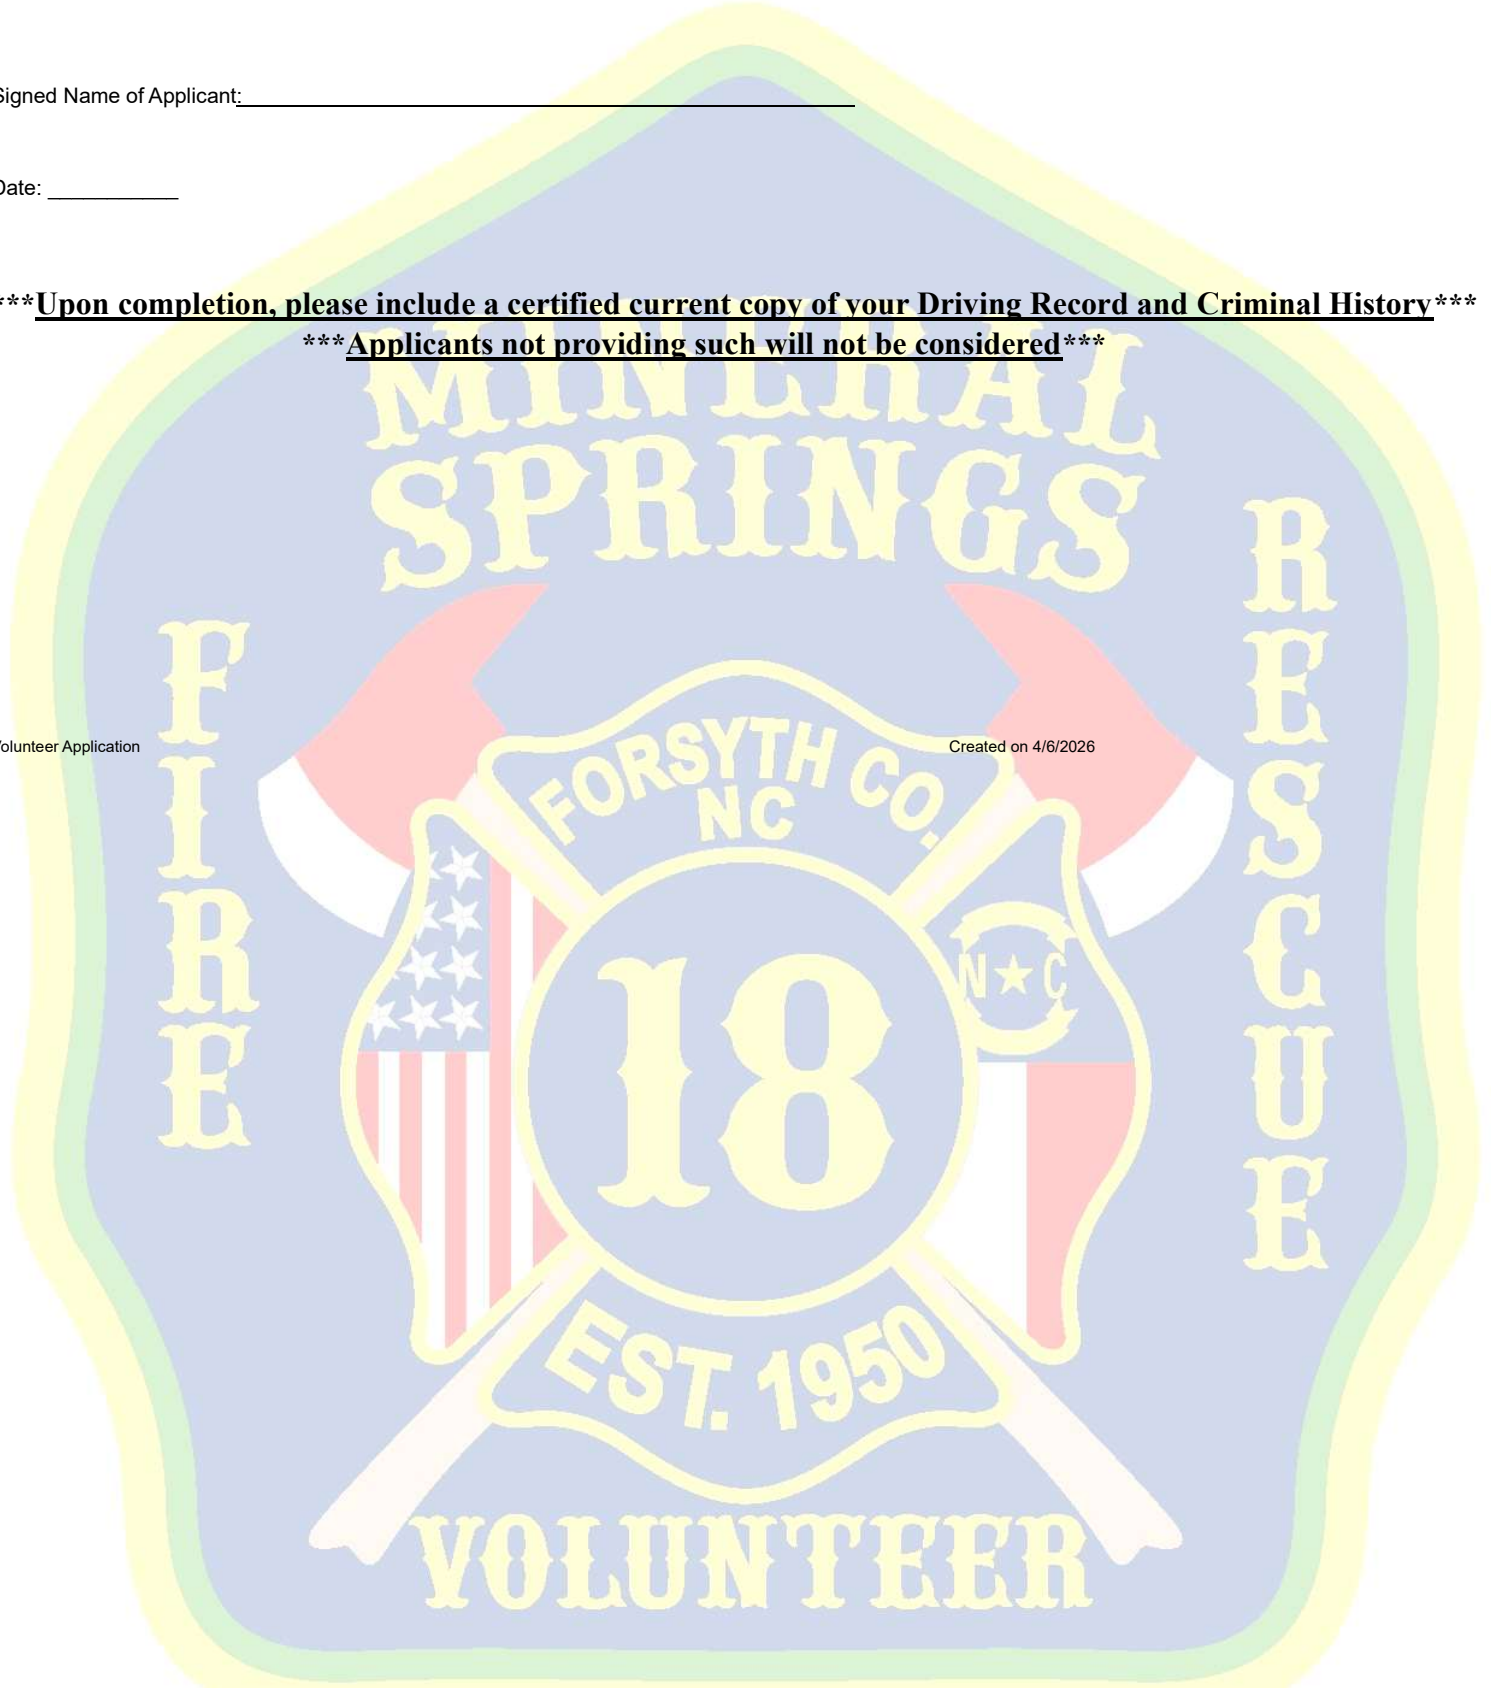 Signed Name of Applicant:
Date: ___________
***Upon completion, please include a certified current copy of your Driving Record and Criminal History***
***Applicants not providing such will not be considered***
MINERAL
SPRINGS
FIRE
RESCUE
Volunteer Application
Created on 4/6/2026
FORSYTH CO.
NC
N★C
18
EST. 1950
VOLUNTEER